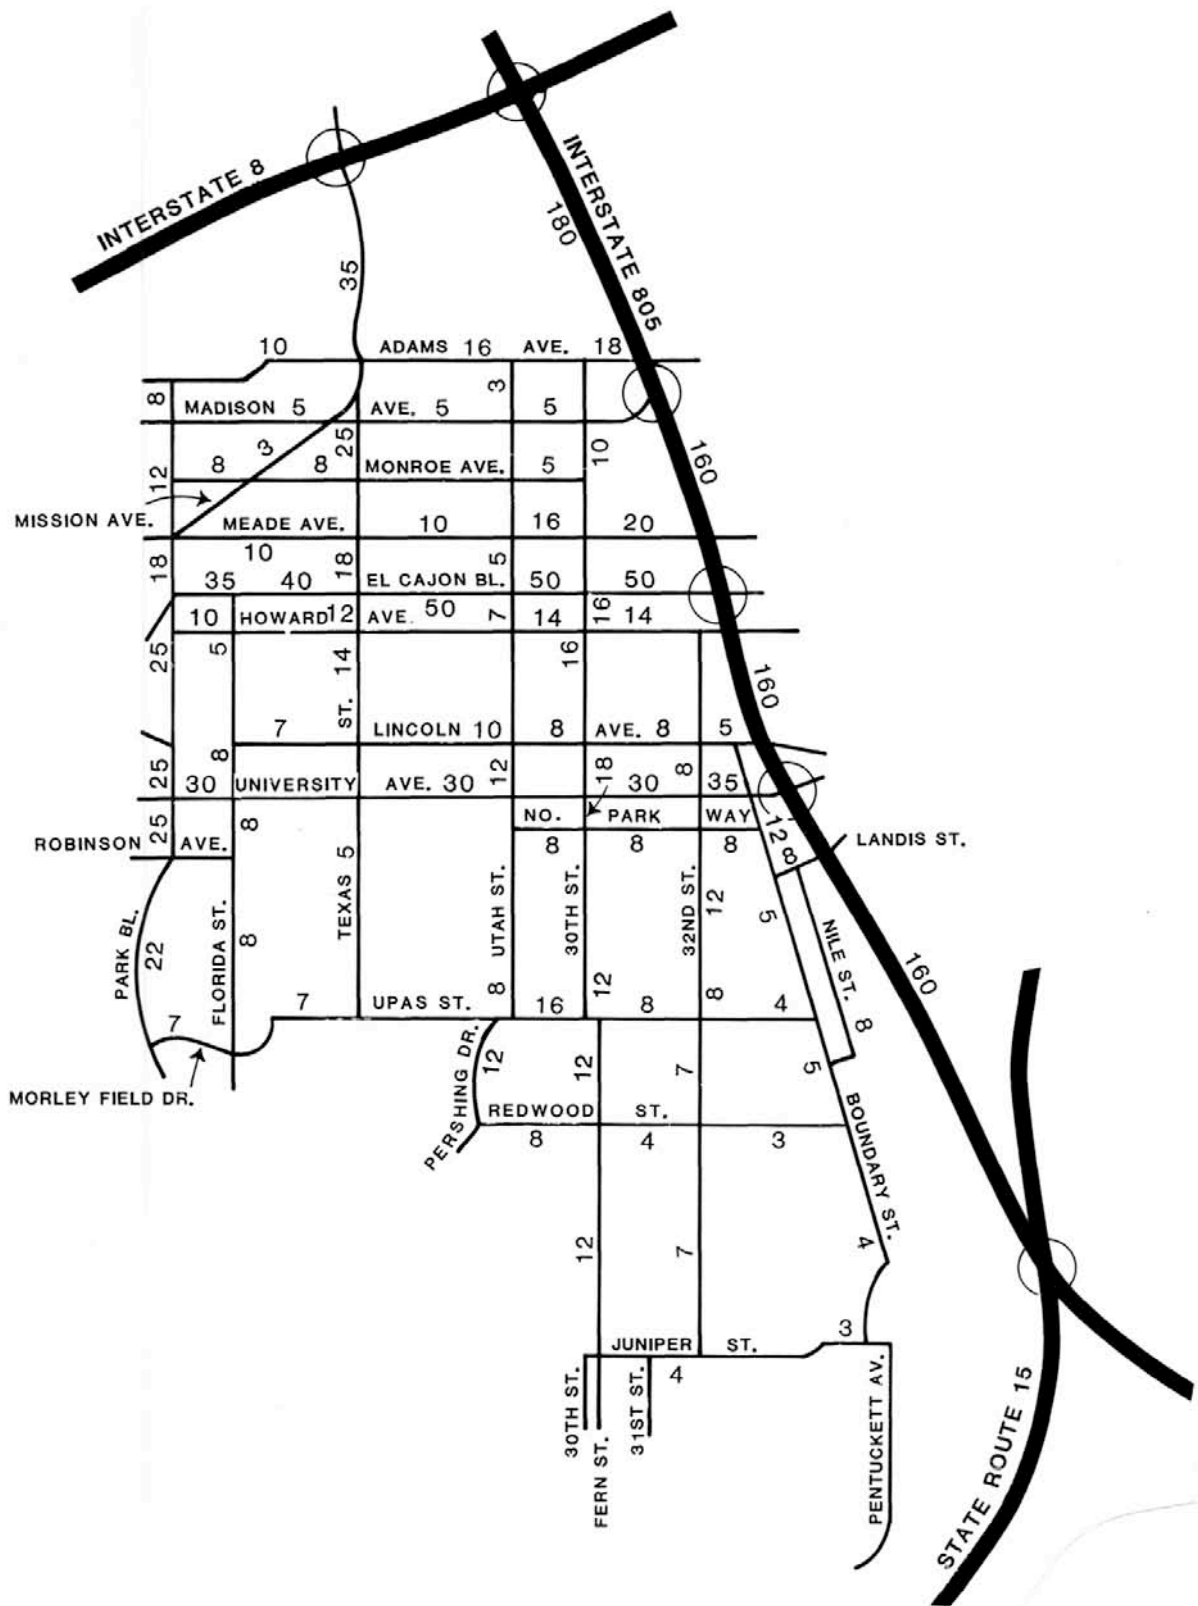 INTERSTATE 8
INTERSTATE 805
180
35
10 ADAMS 16 AVE. 18
3
8
MADISON 5 AVE. 5 5
25
3
8 8 MONROE AVE. 5
10
160
12
MISSION AVE.
MEADE AVE. 10 16 20
10
18
18
5
35 40 EL CAJON BL. 50 50
10 HOWARD 12 AVE. 50 7 14 16 14
25
5
14
16
160
7 ST. LINCOLN 10 8 AVE. 8 5
25
8
12
18
8
30 UNIVERSITY AVE. 30 30 35
NO. PARK WAY
25
8
12
ROBINSON AVE.
8 8 8
8
LANDIS ST.
TEXAS 5
UTAH ST.
30TH ST.
32ND ST.
12
5
NILE ST.
160
PARK BL.
22
FLORIDA ST.
8
8
12
8
7 UPAS ST. 16 8 4
7
8
MORLEY FIELD DR.
PERSHING DR.
12
12
7
5
REDWOOD ST.
8 4 3
BOUNDARY ST.
12
7
4
3
JUNIPER ST.
4
30TH ST.
FERN ST.
31ST ST.
PENTUCKETT AV.
STATE ROUTE 15